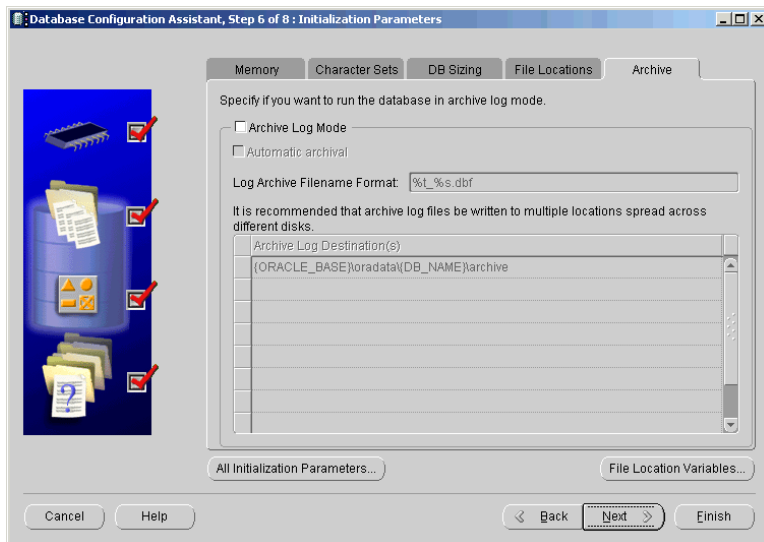 Database Configuration Assistant, Step 6 of 8 : Initialization Parameters
Memory
Character Sets
DB Sizing
File Locations
Archive
Specify if you want to run the database in archive log mode.
Archive Log Mode
Automatic archival
Log Archive Filename Format: %t_%s.dbf
It is recommended that archive log files be written to multiple locations spread across
different disks.
Archive Log Destination(s)
{ORACLE_BASE}\oradata\{DB_NAME}\archive
?
All Initialization Parameters...
File Location Variables...
Cancel
Help
Back
Next
Finish